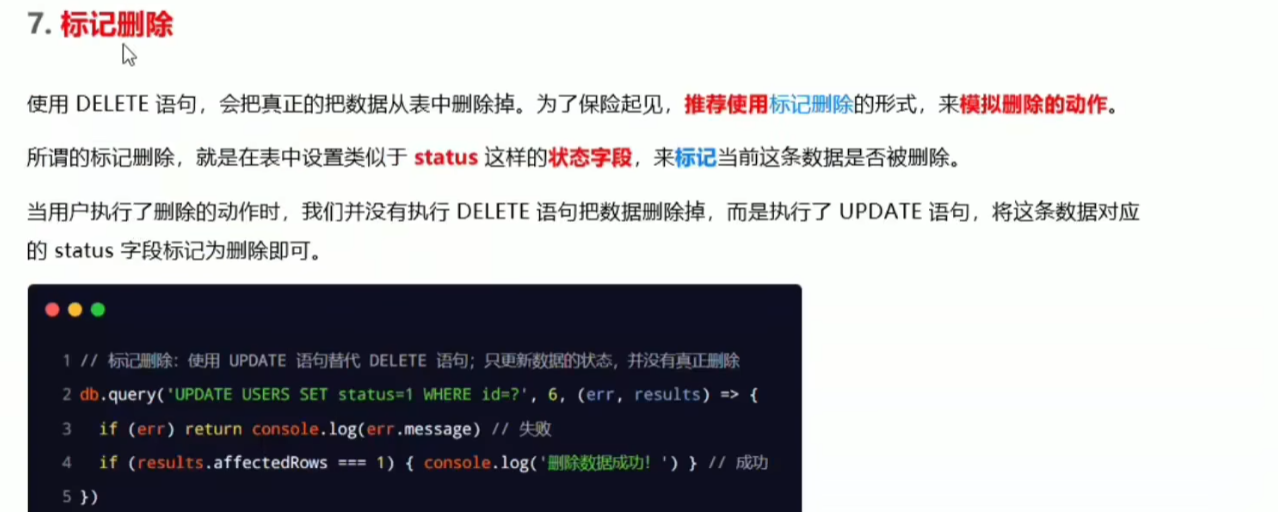 7. 标记删除
使用 DELETE 语句，会把真正的把数据从表中删除掉。为了保险起见，推荐使用标记删除的形式，来模拟删除的动作。
所谓的标记删除，就是在表中设置类似于 status 这样的状态字段，来标记当前这条数据是否被删除。
当用户执行了删除的动作时，我们并没有执行 DELETE 语句把数据删除掉，而是执行了 UPDATE 语句，将这条数据对应
的 status 字段标记为删除即可。
1 // 标记删除：使用 UPDATE 语句替代 DELETE 语句；只更新数据的状态，并没有真正删除
2 db.query('UPDATE USERS SET status=1 WHERE id=?', 6, (err, results) => {
3   if (err) return console.log(err.message) // 失败
4   if (results.affectedRows === 1) { console.log('删除数据成功！') } // 成功
5 })